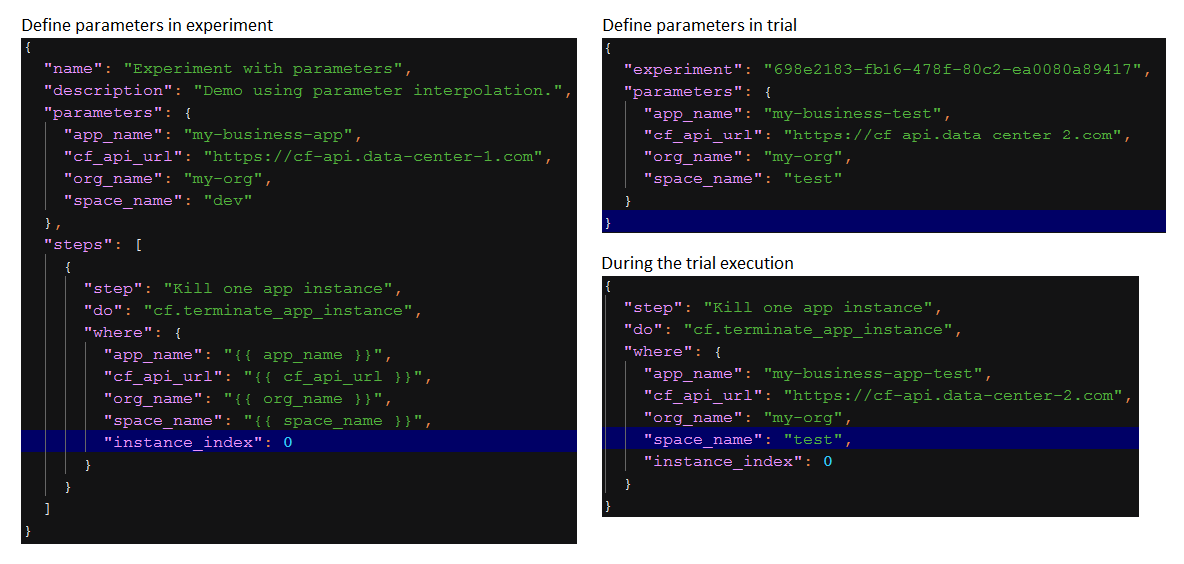 Define parameters in experiment
{
"name": "Experiment with parameters",
"description": "Demo using parameter interpolation.",
"parameters": {
"app_name": "my-business-app",
"cf_api_url": "https://cf-api.data-center-1.com",
"org_name": "my-org",
"space_name": "dev"
},
"steps": [
{
"step": "Kill one app instance",
"do": "cf.terminate_app_instance",
"where": {
"app_name": "{{ app_name }}",
"cf_api_url": "{{ cf_api_url }}",
"org_name": "{{ org_name }}",
"space_name": "{{ space_name }}",
"instance_index": 0
}
}
]
}
Define parameters in trial
{
"experiment": "698e2183-fb16-478f-80c2-ea0080a89417",
"parameters": {
"app_name": "my-business-test",
"cf_api_url": "https://cf api.data center 2.com",
"org_name": "my-org",
"space_name": "test"
}
}
During the trial execution
{
"step": "Kill one app instance",
"do": "cf.terminate_app_instance",
"where": {
"app_name": "my-business-app-test",
"cf_api_url": "https://cf-api.data-center-2.com",
"org_name": "my-org",
"space_name": "test",
"instance_index": 0
}
}